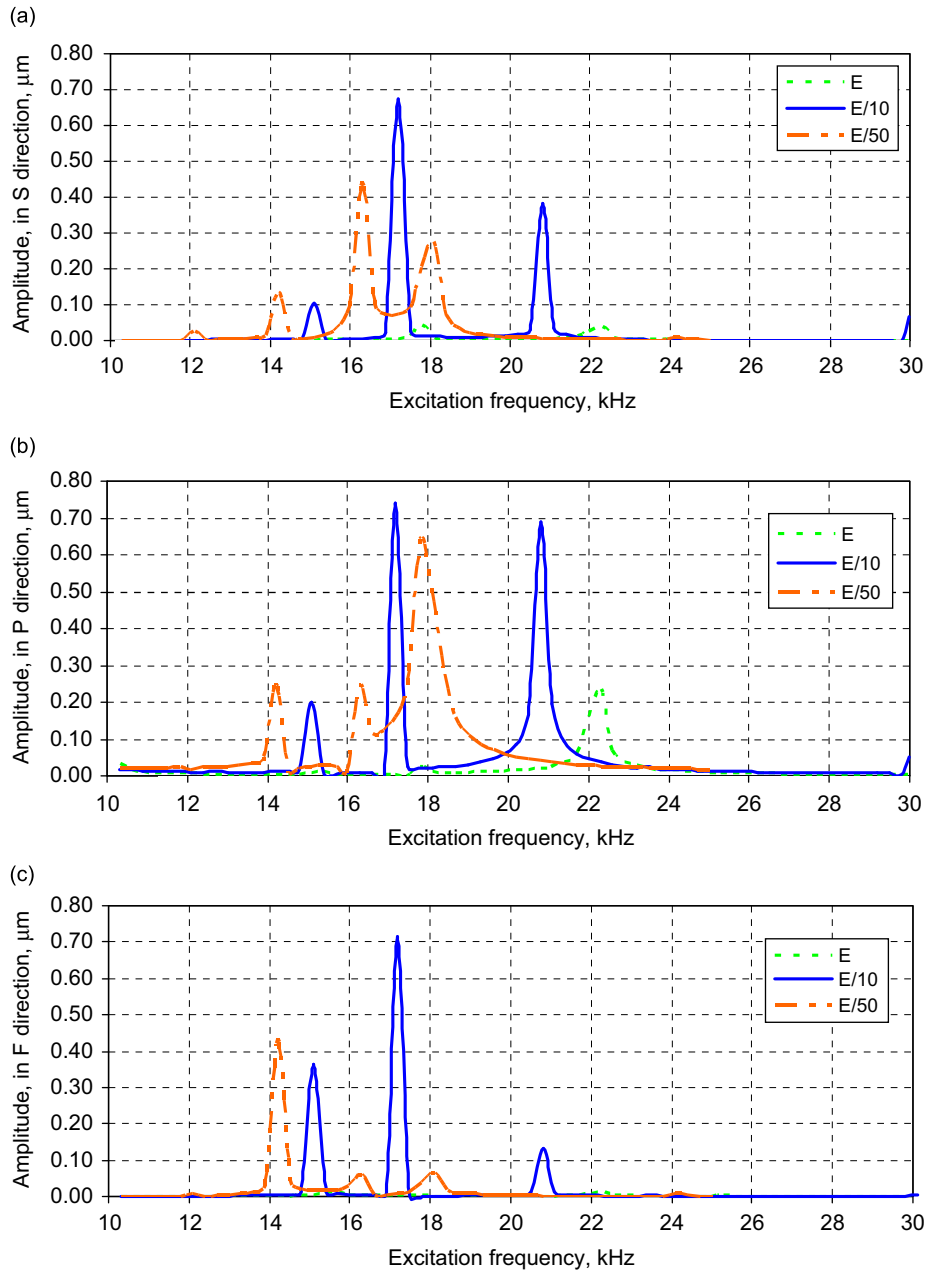 (a)
0.80
0.70
0.60
0.50
0.40
0.30
0.20
0.10
0.00
Amplitude, in S direction, μm
E
E/10
E/50
10 12 14 16 18 20 22 24 26 28 30
Excitation frequency, kHz
(b)
0.80
0.70
0.60
0.50
0.40
0.30
0.20
0.10
0.00
Amplitude, in P direction, μm
E
E/10
E/50
10 12 14 16 18 20 22 24 26 28 30
Excitation frequency, kHz
(c)
0.80
0.70
0.60
0.50
0.40
0.30
0.20
0.10
0.00
Amplitude, in F direction, μm
E
E/10
E/50
10 12 14 16 18 20 22 24 26 28 30
Excitation frequency, kHz